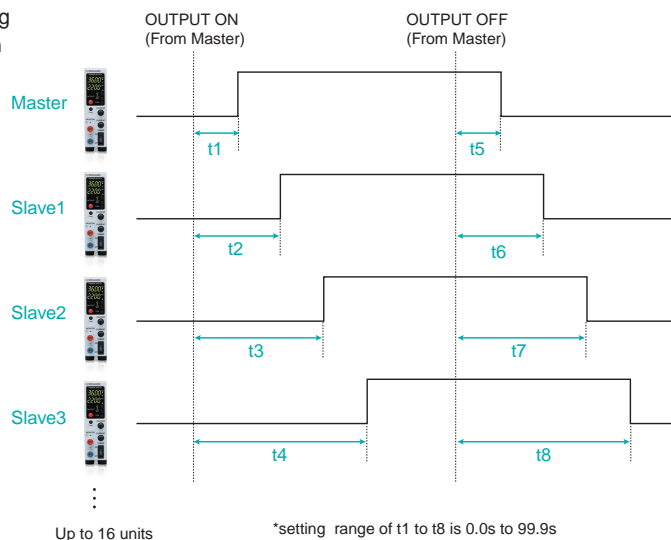 g
OUTPUT ON
(From Master)
OUTPUT OFF
(From Master)
Master
t1
t5
Slave1
t2
t6
Slave2
t3
t7
Slave3
t4
t8
Up to 16 units
*setting range of t1 to t8 is 0.0s to 99.9s